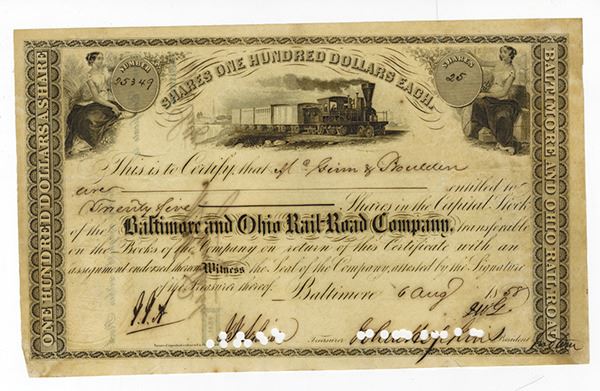 NUMBER
25349
SHARES ONE HUNDRED DOLLARS EACH.
SHARES
25
ONE HUNDRED DOLLARS A SHARE
BALTIMORE AND OHIO RAIL-ROAD
This is to Certify, that McGinn & Boulden
are entitled to
Twenty five Shares in the Capital Stock
of the Baltimore and Ohio Rail-Road Company, Transferable
on the Books of the Company on return of this Certificate with an
assignment endorsed thereon. Witness the Seal of the Company, attested by the Signature
of the Treasurer thereof. Baltimore 6 Aug 1858
Treasurer
President